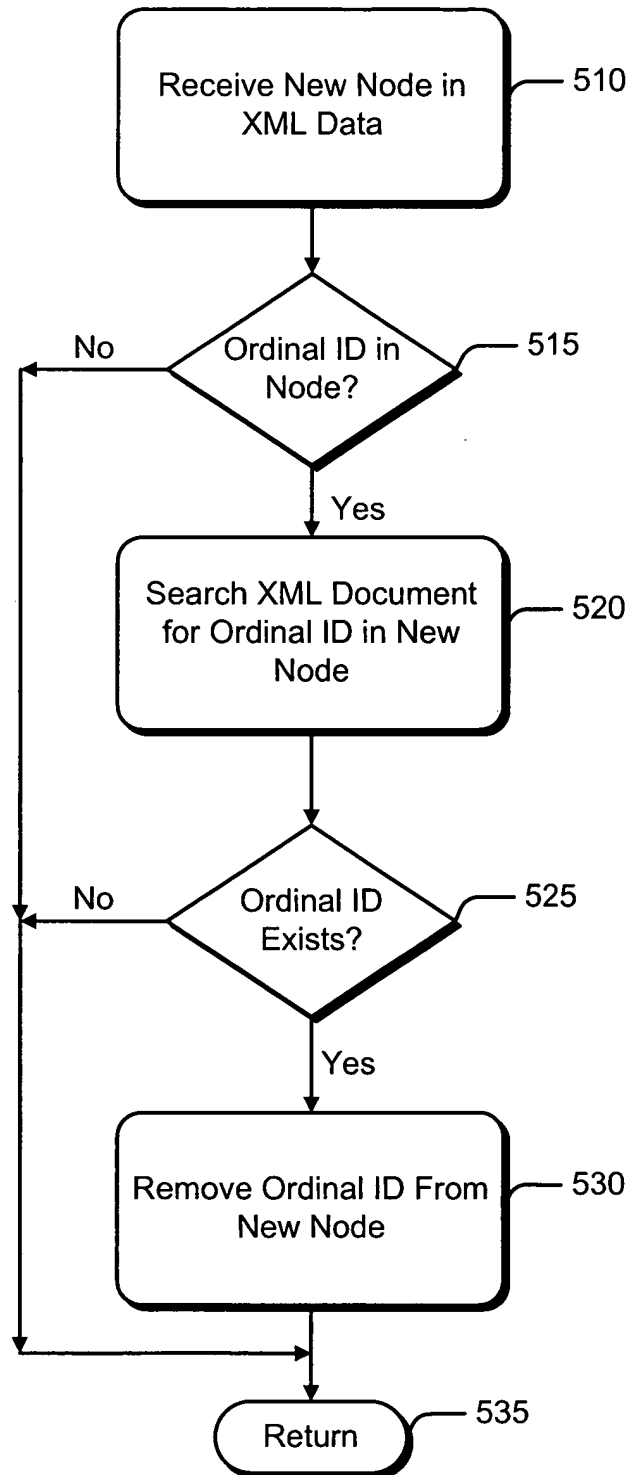 Receive New Node in
XML Data
510
Ordinal ID in
Node?
515
No
Yes
Search XML Document
for Ordinal ID in New
Node
520
Ordinal ID
Exists?
525
No
Yes
Remove Ordinal ID From
New Node
530
Return
535